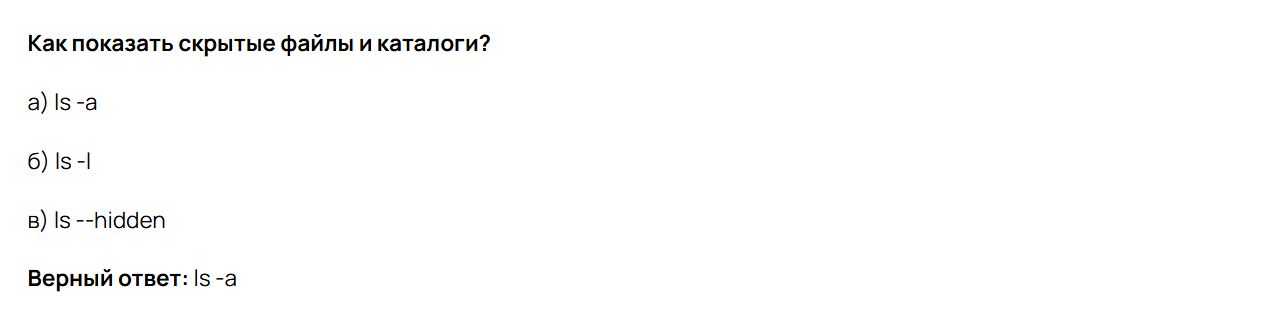 Как показать скрытые файлы и каталоги?
а) ls -a
б) ls -l
в) ls --hidden
Верный ответ: ls -a